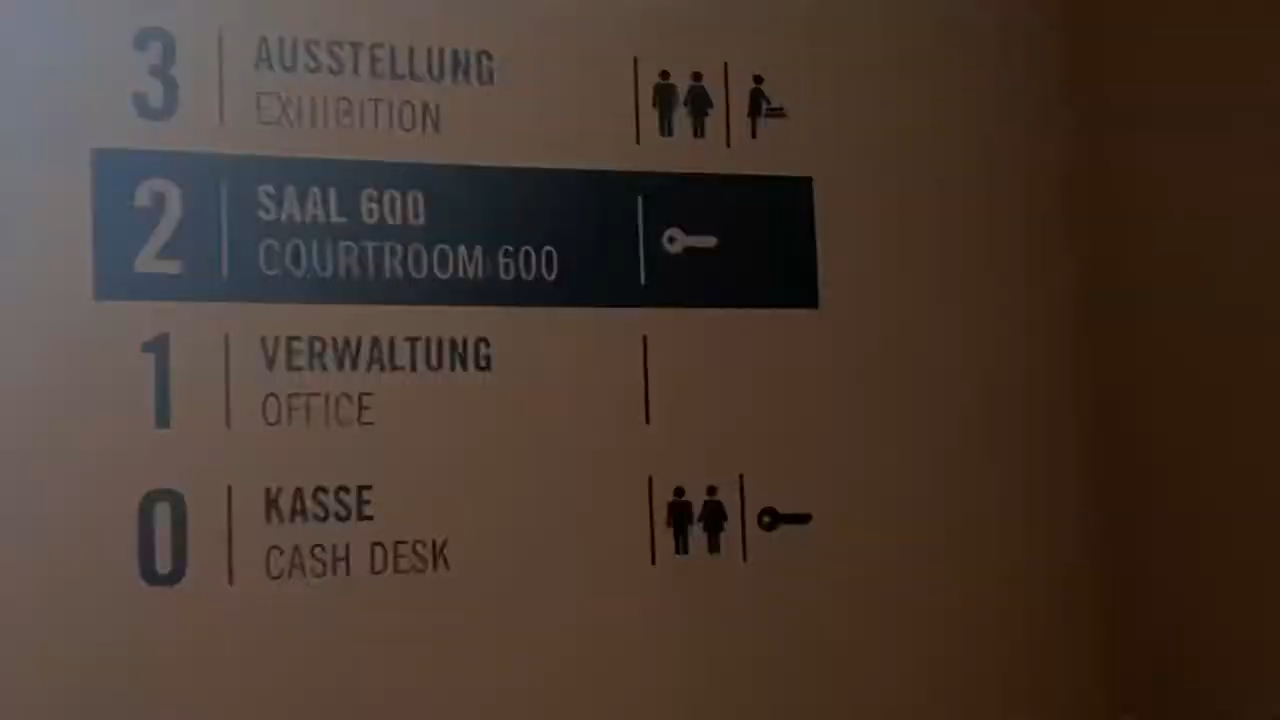 3 AUSSTELLUNG
EXHIBITION
2 SAAL 600
COURTROOM 600
1 VERWALTUNG
OFFICE
0 KASSE
CASH DESK